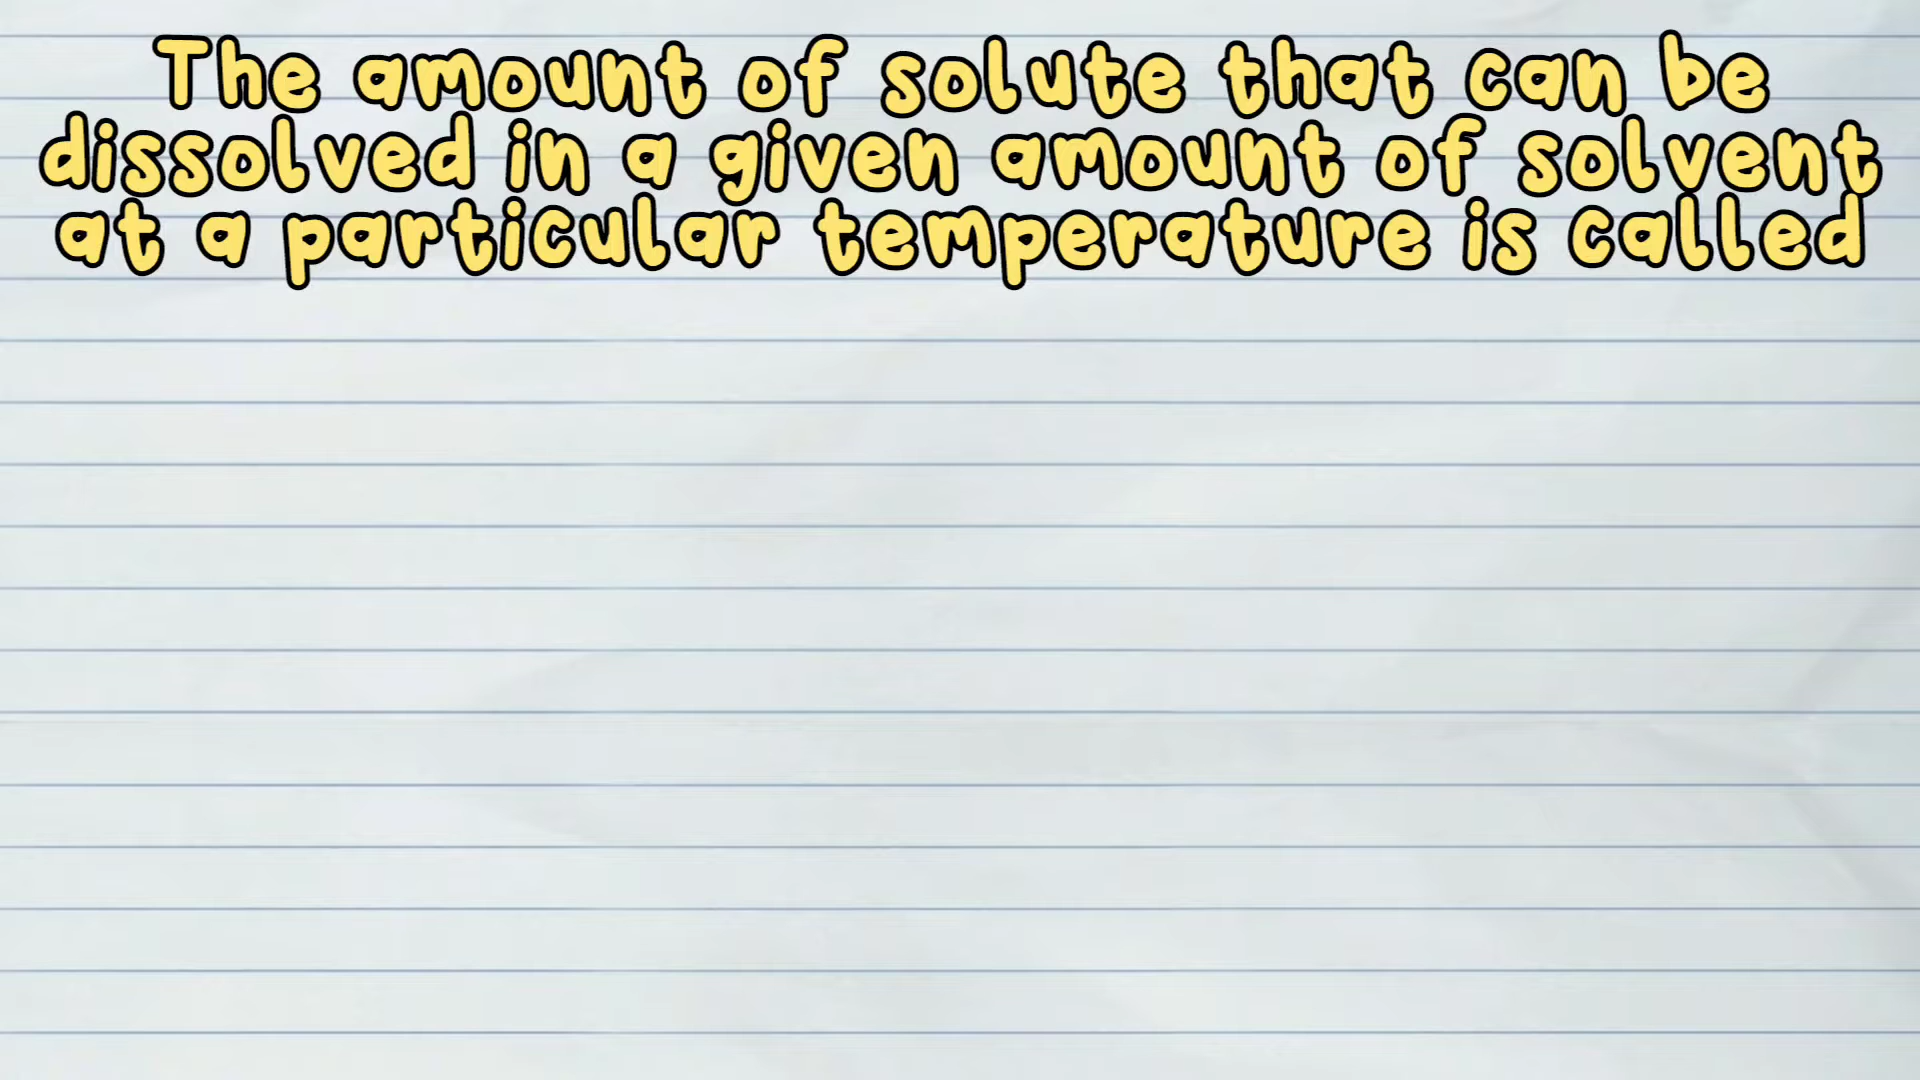 The amount of solute that can be
dissolved in a given amount of solvent
at a particular temperature is called